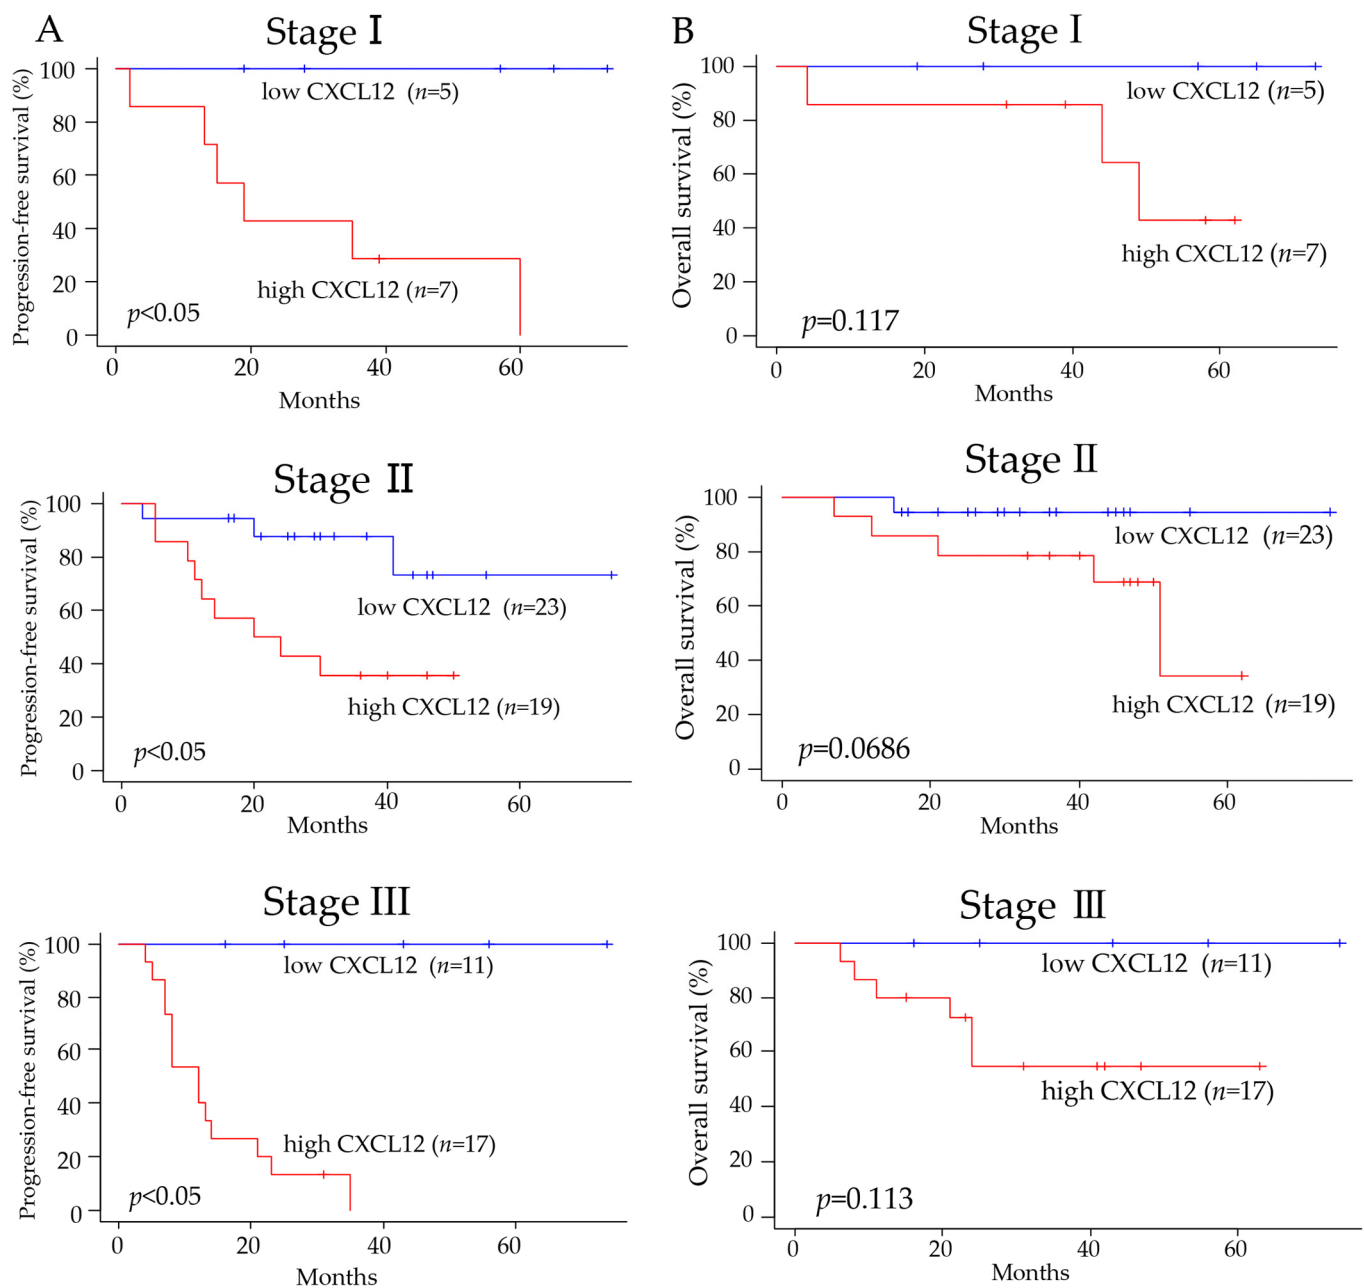 A
Stage I
Progression-free survival (%)
100
80
60
40
20
0
low CXCL12 (n=5)
high CXCL12 (n=7)
p<0.05
0 20 40 60
Months
B
Stage I
Overall survival (%)
100
80
60
40
20
0
low CXCL12 (n=5)
high CXCL12 (n=7)
p=0.117
0 20 40 60
Months
Stage II
Progression-free survival (%)
100
80
60
40
20
0
low CXCL12 (n=23)
high CXCL12 (n=19)
p<0.05
0 20 40 60
Months
Stage II
Overall survival (%)
100
80
60
40
20
0
low CXCL12 (n=23)
high CXCL12 (n=19)
p=0.0686
0 20 40 60
Months
Stage III
Progression-free survival (%)
100
80
60
40
20
0
low CXCL12 (n=11)
high CXCL12 (n=17)
p<0.05
0 20 40 60
Months
Stage III
Overall survival (%)
100
80
60
40
20
0
low CXCL12 (n=11)
high CXCL12 (n=17)
p=0.113
0 20 40 60
Months